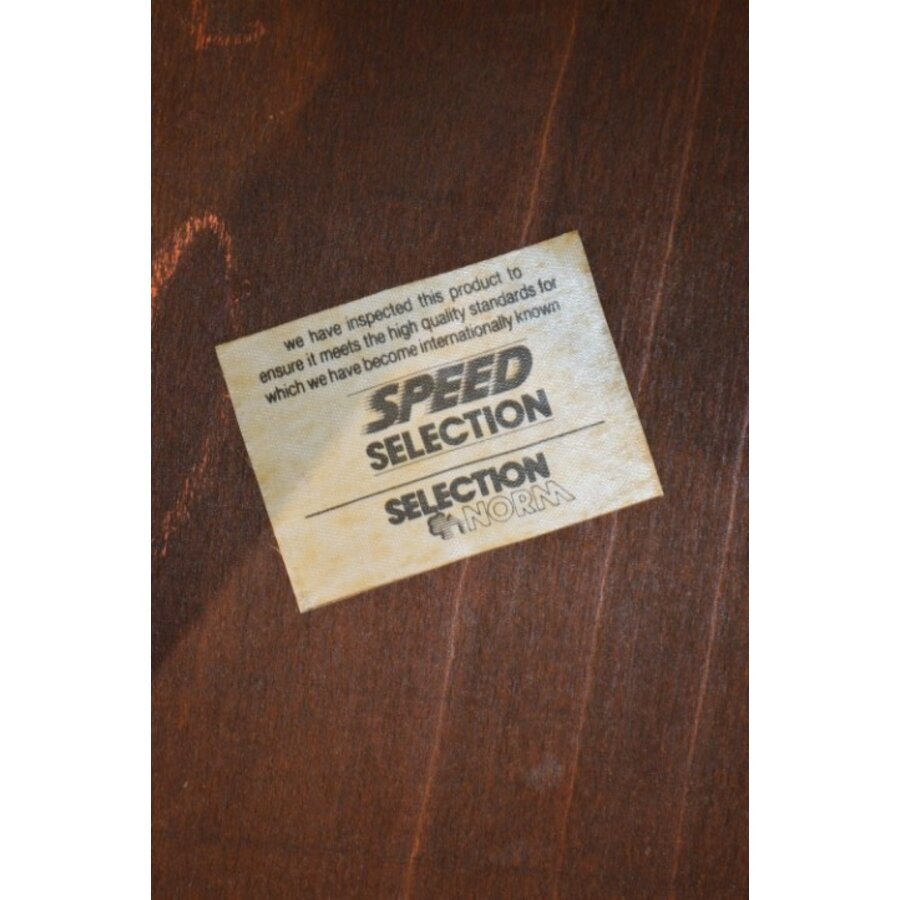 we have inspected this product to
ensure it meets the high quality standards for
which we have become internationally known
SPEED
SELECTION
SELECTION
NORM